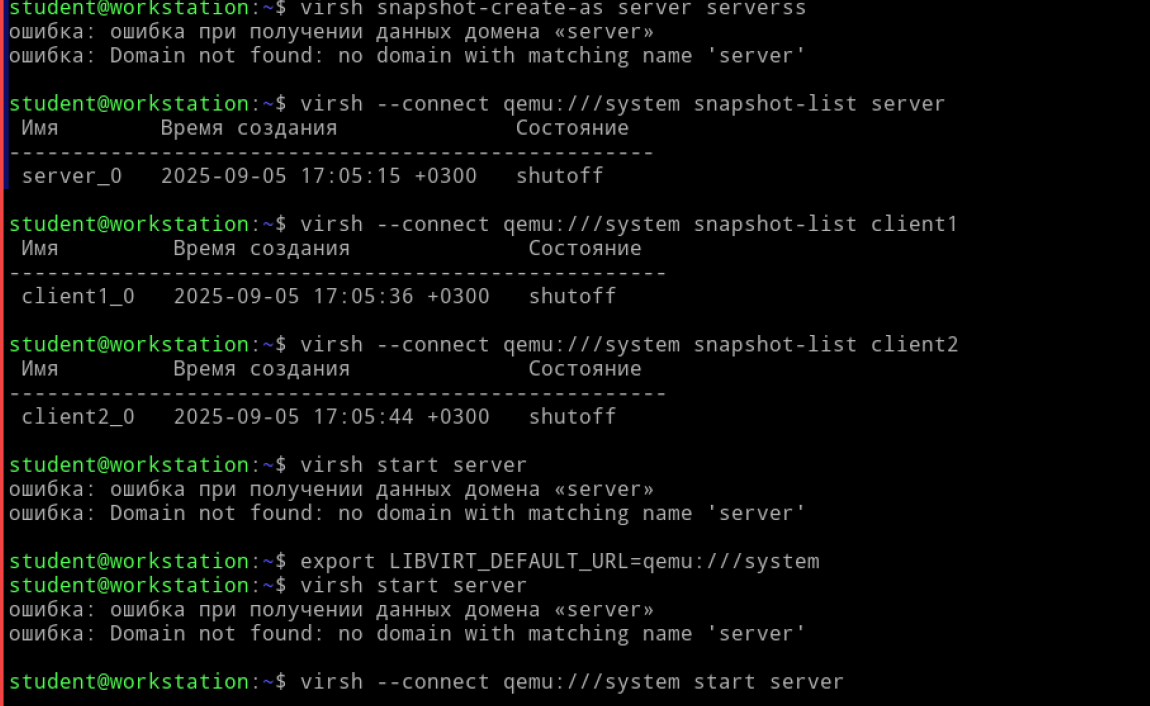 student@workstation:~$ virsh snapshot-create-as server serverss
ошибка: ошибка при получении данных домена «server»
ошибка: Domain not found: no domain with matching name 'server'
student@workstation:~$ virsh --connect qemu:///system snapshot-list server
Имя Время создания Состояние
---------------------------------------------------
server_0 2025-09-05 17:05:15 +0300 shutoff
student@workstation:~$ virsh --connect qemu:///system snapshot-list client1
Имя Время создания Состояние
----------------------------------------------------
client1_0 2025-09-05 17:05:36 +0300 shutoff
student@workstation:~$ virsh --connect qemu:///system snapshot-list client2
Имя Время создания Состояние
----------------------------------------------------
client2_0 2025-09-05 17:05:44 +0300 shutoff
student@workstation:~$ virsh start server
ошибка: ошибка при получении данных домена «server»
ошибка: Domain not found: no domain with matching name 'server'
student@workstation:~$ export LIBVIRT_DEFAULT_URL=qemu:///system
student@workstation:~$ virsh start server
ошибка: ошибка при получении данных домена «server»
ошибка: Domain not found: no domain with matching name 'server'
student@workstation:~$ virsh --connect qemu:///system start server